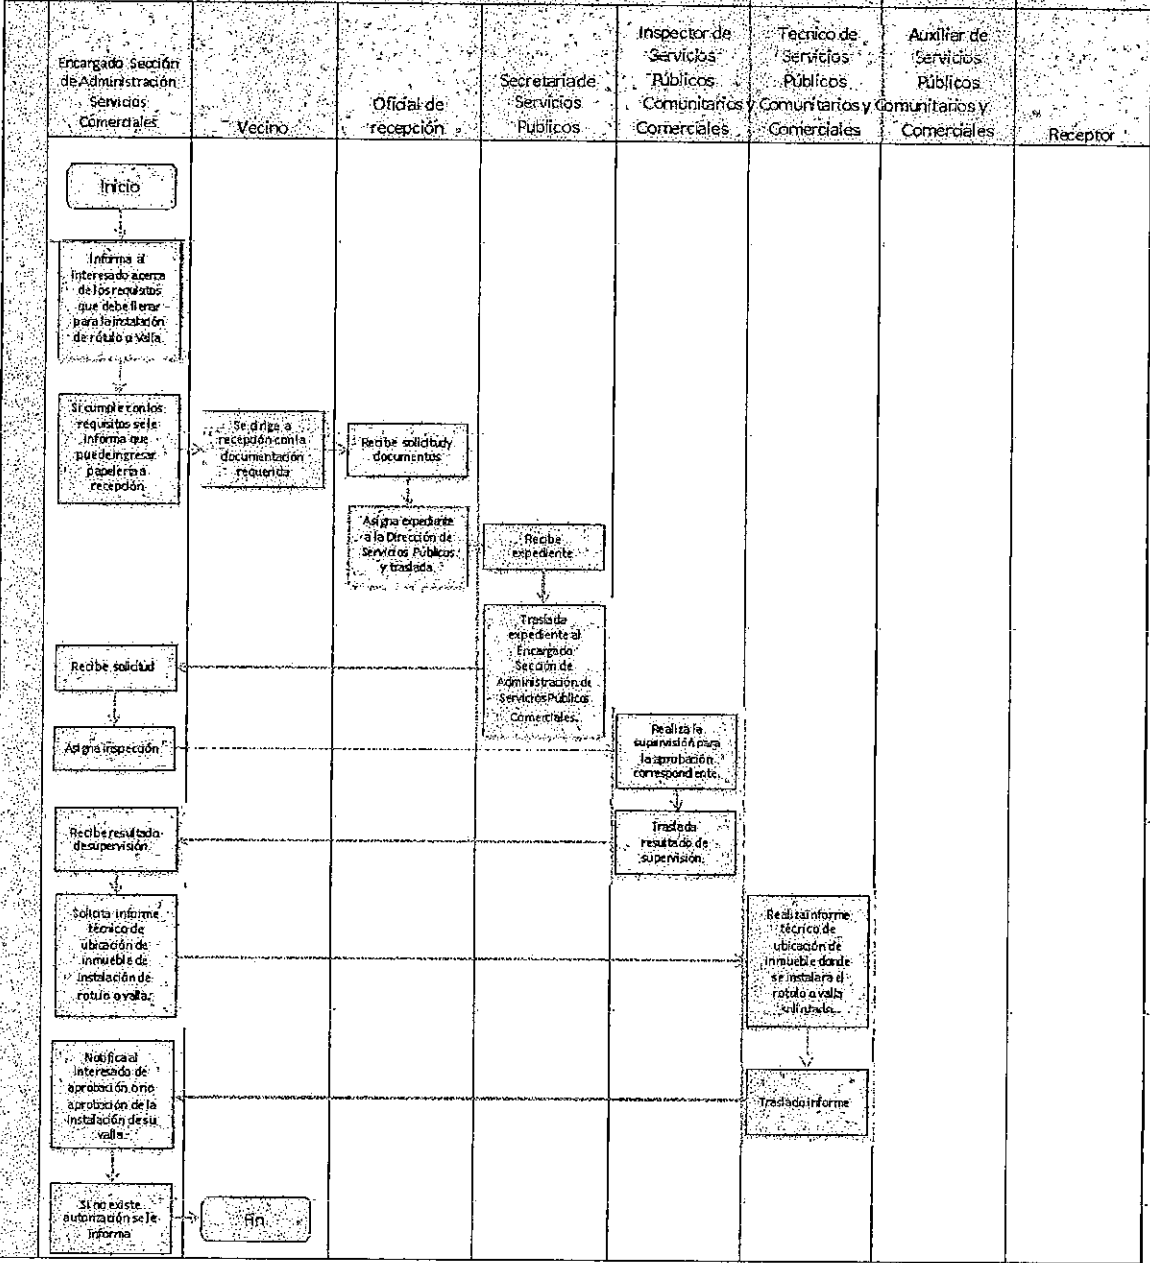 Encargado Sección
de Administración
Servicios
Comerciales
Vecino
Oficial de
recepción
Secretaria de
Servicios
Publicos
Inspector de
Servicios
Públicos
Comunitarios y
Comerciales
Tecnico de
Servicios
Públicos
Comunitarios y
Comerciales
Auxiliar de
Servicios
Públicos
Comunitarios y
Comerciales
Receptor
Inicio
Informa al
interesado acerca
de los requisitos
que debe llenar
para la instalación
de rótulo o Valla
Si cumple con los
requisitos se le
informa que
puede ingresar
papelería a
recepción
Se dirige a
recepción con la
documentación
requerida
Recibe solicitud y
documentos
Asigna expediente
a la Dirección de
Servicios Públicos
y traslada
Recibe
expediente
Traslada
expediente al
Encargado
Sección de
Administración de
Servicios Públicos
Comerciales.
Recibe solicitud
Asigna inspección
Realiza la
supervisión para
la aprobación
correspondiente.
Traslada
resultado de
supervisión.
Recibe resultado
de supervisión.
Solicita informe
técnico de
ubicación de
inmueble de
instalación de
rotulo o valla.
Realiza informe
técnico de
ubicación de
inmueble donde
se instalara el
rotulo o valla
solicitado.
Notifica al
interesado de
aprobación o no
aprobación de la
instalación de su
valla.
Traslado informe
Si no existe
autorización se le
informa
Fin